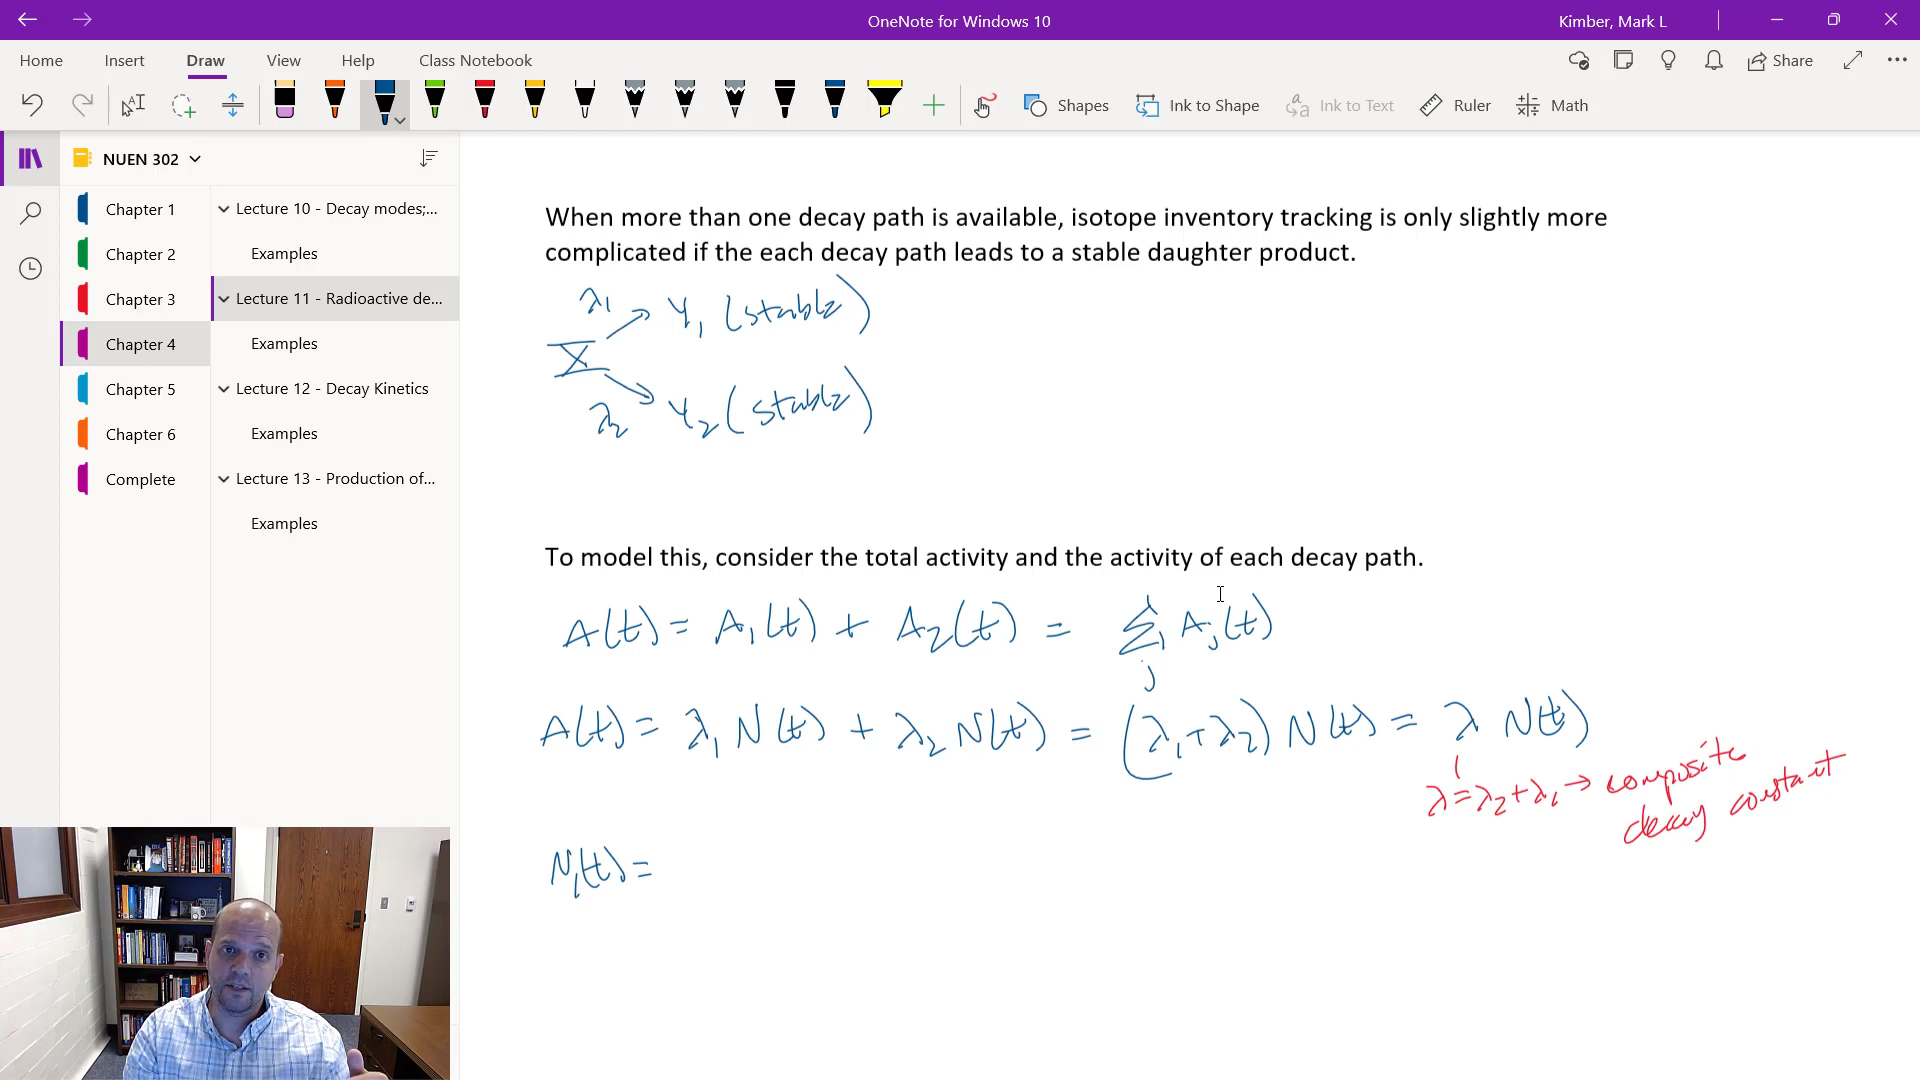 OneNote for Windows 10
Kimber, Mark L
Home Insert Draw View Help Class Notebook
Share
Shapes Ink to Shape Ink to Text Ruler Math
NUEN 302
Chapter 1
Chapter 2
Chapter 3
Chapter 4
Chapter 5
Chapter 6
Complete
Lecture 10 - Decay modes;...
Examples
Lecture 11 - Radioactive de...
Examples
Lecture 12 - Decay Kinetics
Examples
Lecture 13 - Production of...
Examples
When more than one decay path is available, isotope inventory tracking is only slightly more
complicated if the each decay path leads to a stable daughter product.
λ₁ Y₁ (stable)
X
λ₂ Y₂ (stable)
To model this, consider the total activity and the activity of each decay path.
A(t) = A₁(t) + A₂(t) = Σⱼ Aⱼ(t)
A(t) = λ₁ N(t) + λ₂ N(t) = (λ₁+λ₂) N(t) = λ N(t)
λ = λ₂ + λ₁ → composite
decay constant
N(t) =